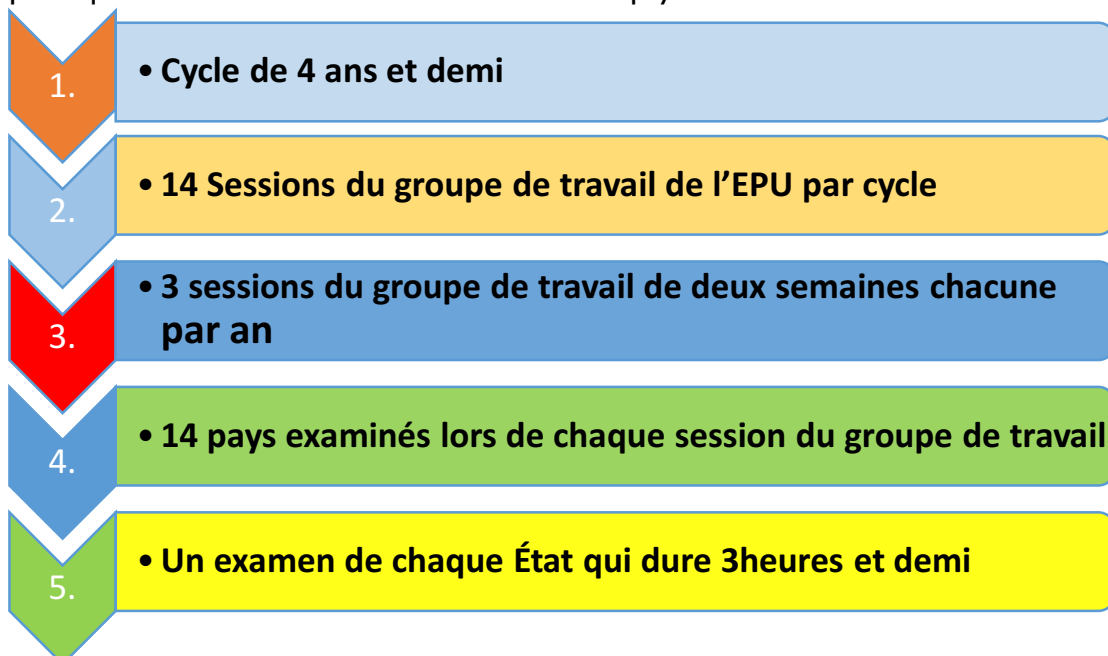 1.
• Cycle de 4 ans et demi
2.
• 14 Sessions du groupe de travail de l’EPU par cycle
3.
• 3 sessions du groupe de travail de deux semaines chacune
par an
4.
• 14 pays examinés lors de chaque session du groupe de travail
5.
• Un examen de chaque État qui dure 3heures et demi